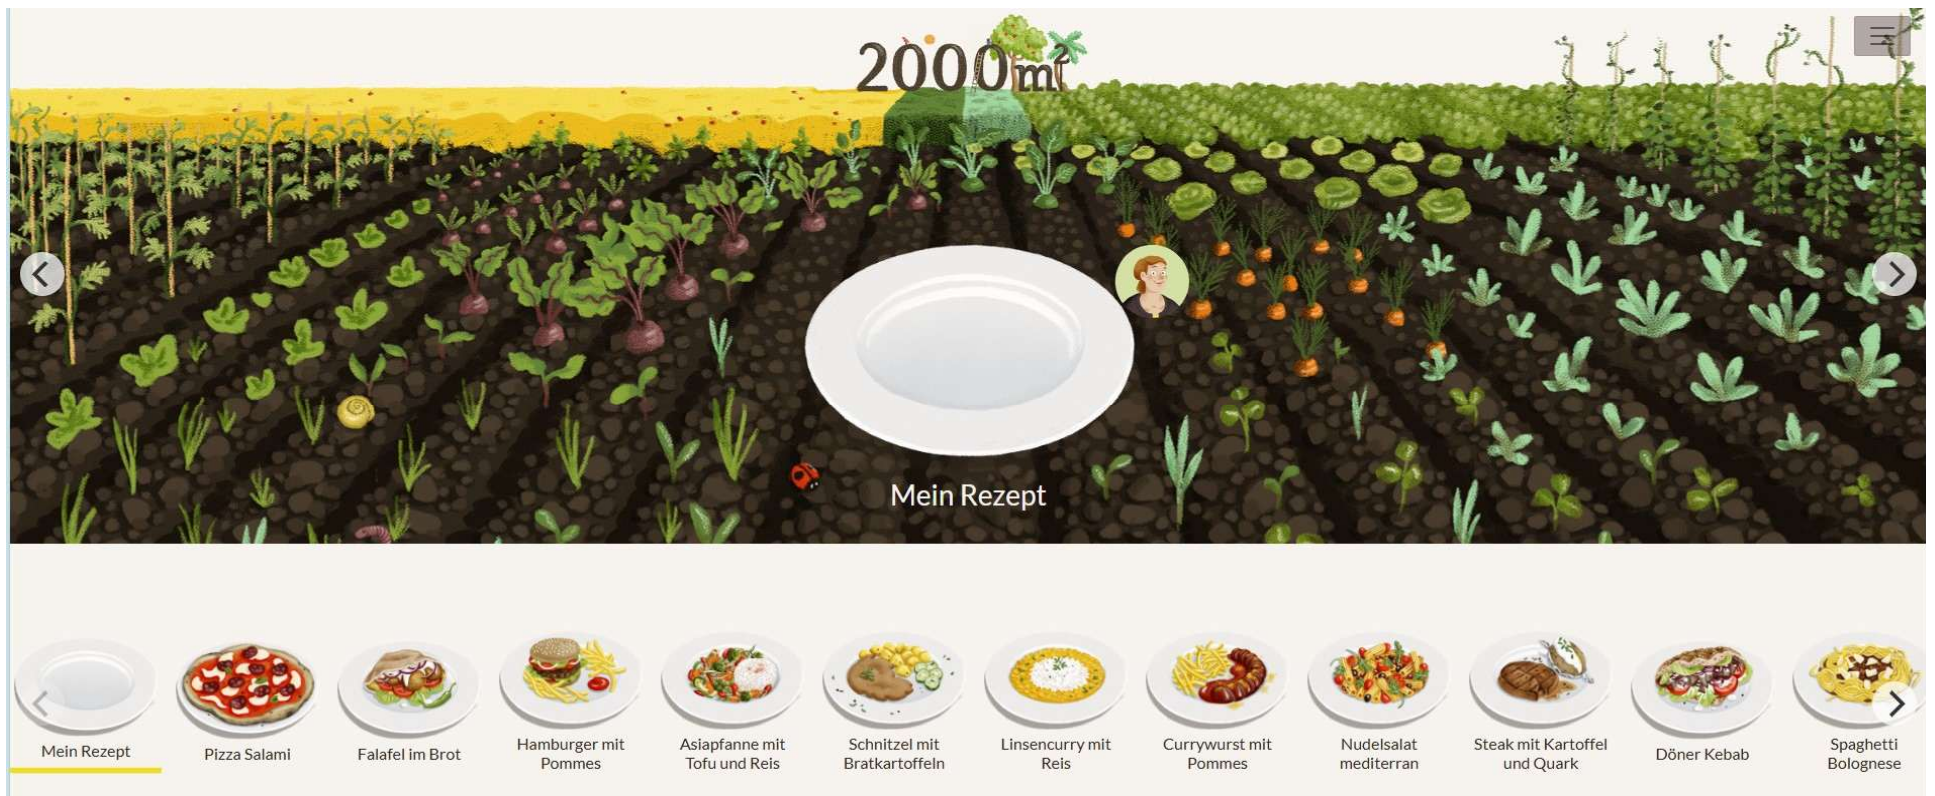 2000m²
Mein Rezept
Mein Rezept
Pizza Salami
Falafel im Brot
Hamburger mit
Pommes
Asiapfanne mit
Tofu und Reis
Schnitzel mit
Bratkartoffeln
Linsencurry mit
Reis
Currywurst mit
Pommes
Nudelsalat
mediterran
Steak mit Kartoffel
und Quark
Döner Kebab
Spaghetti
Bolognese